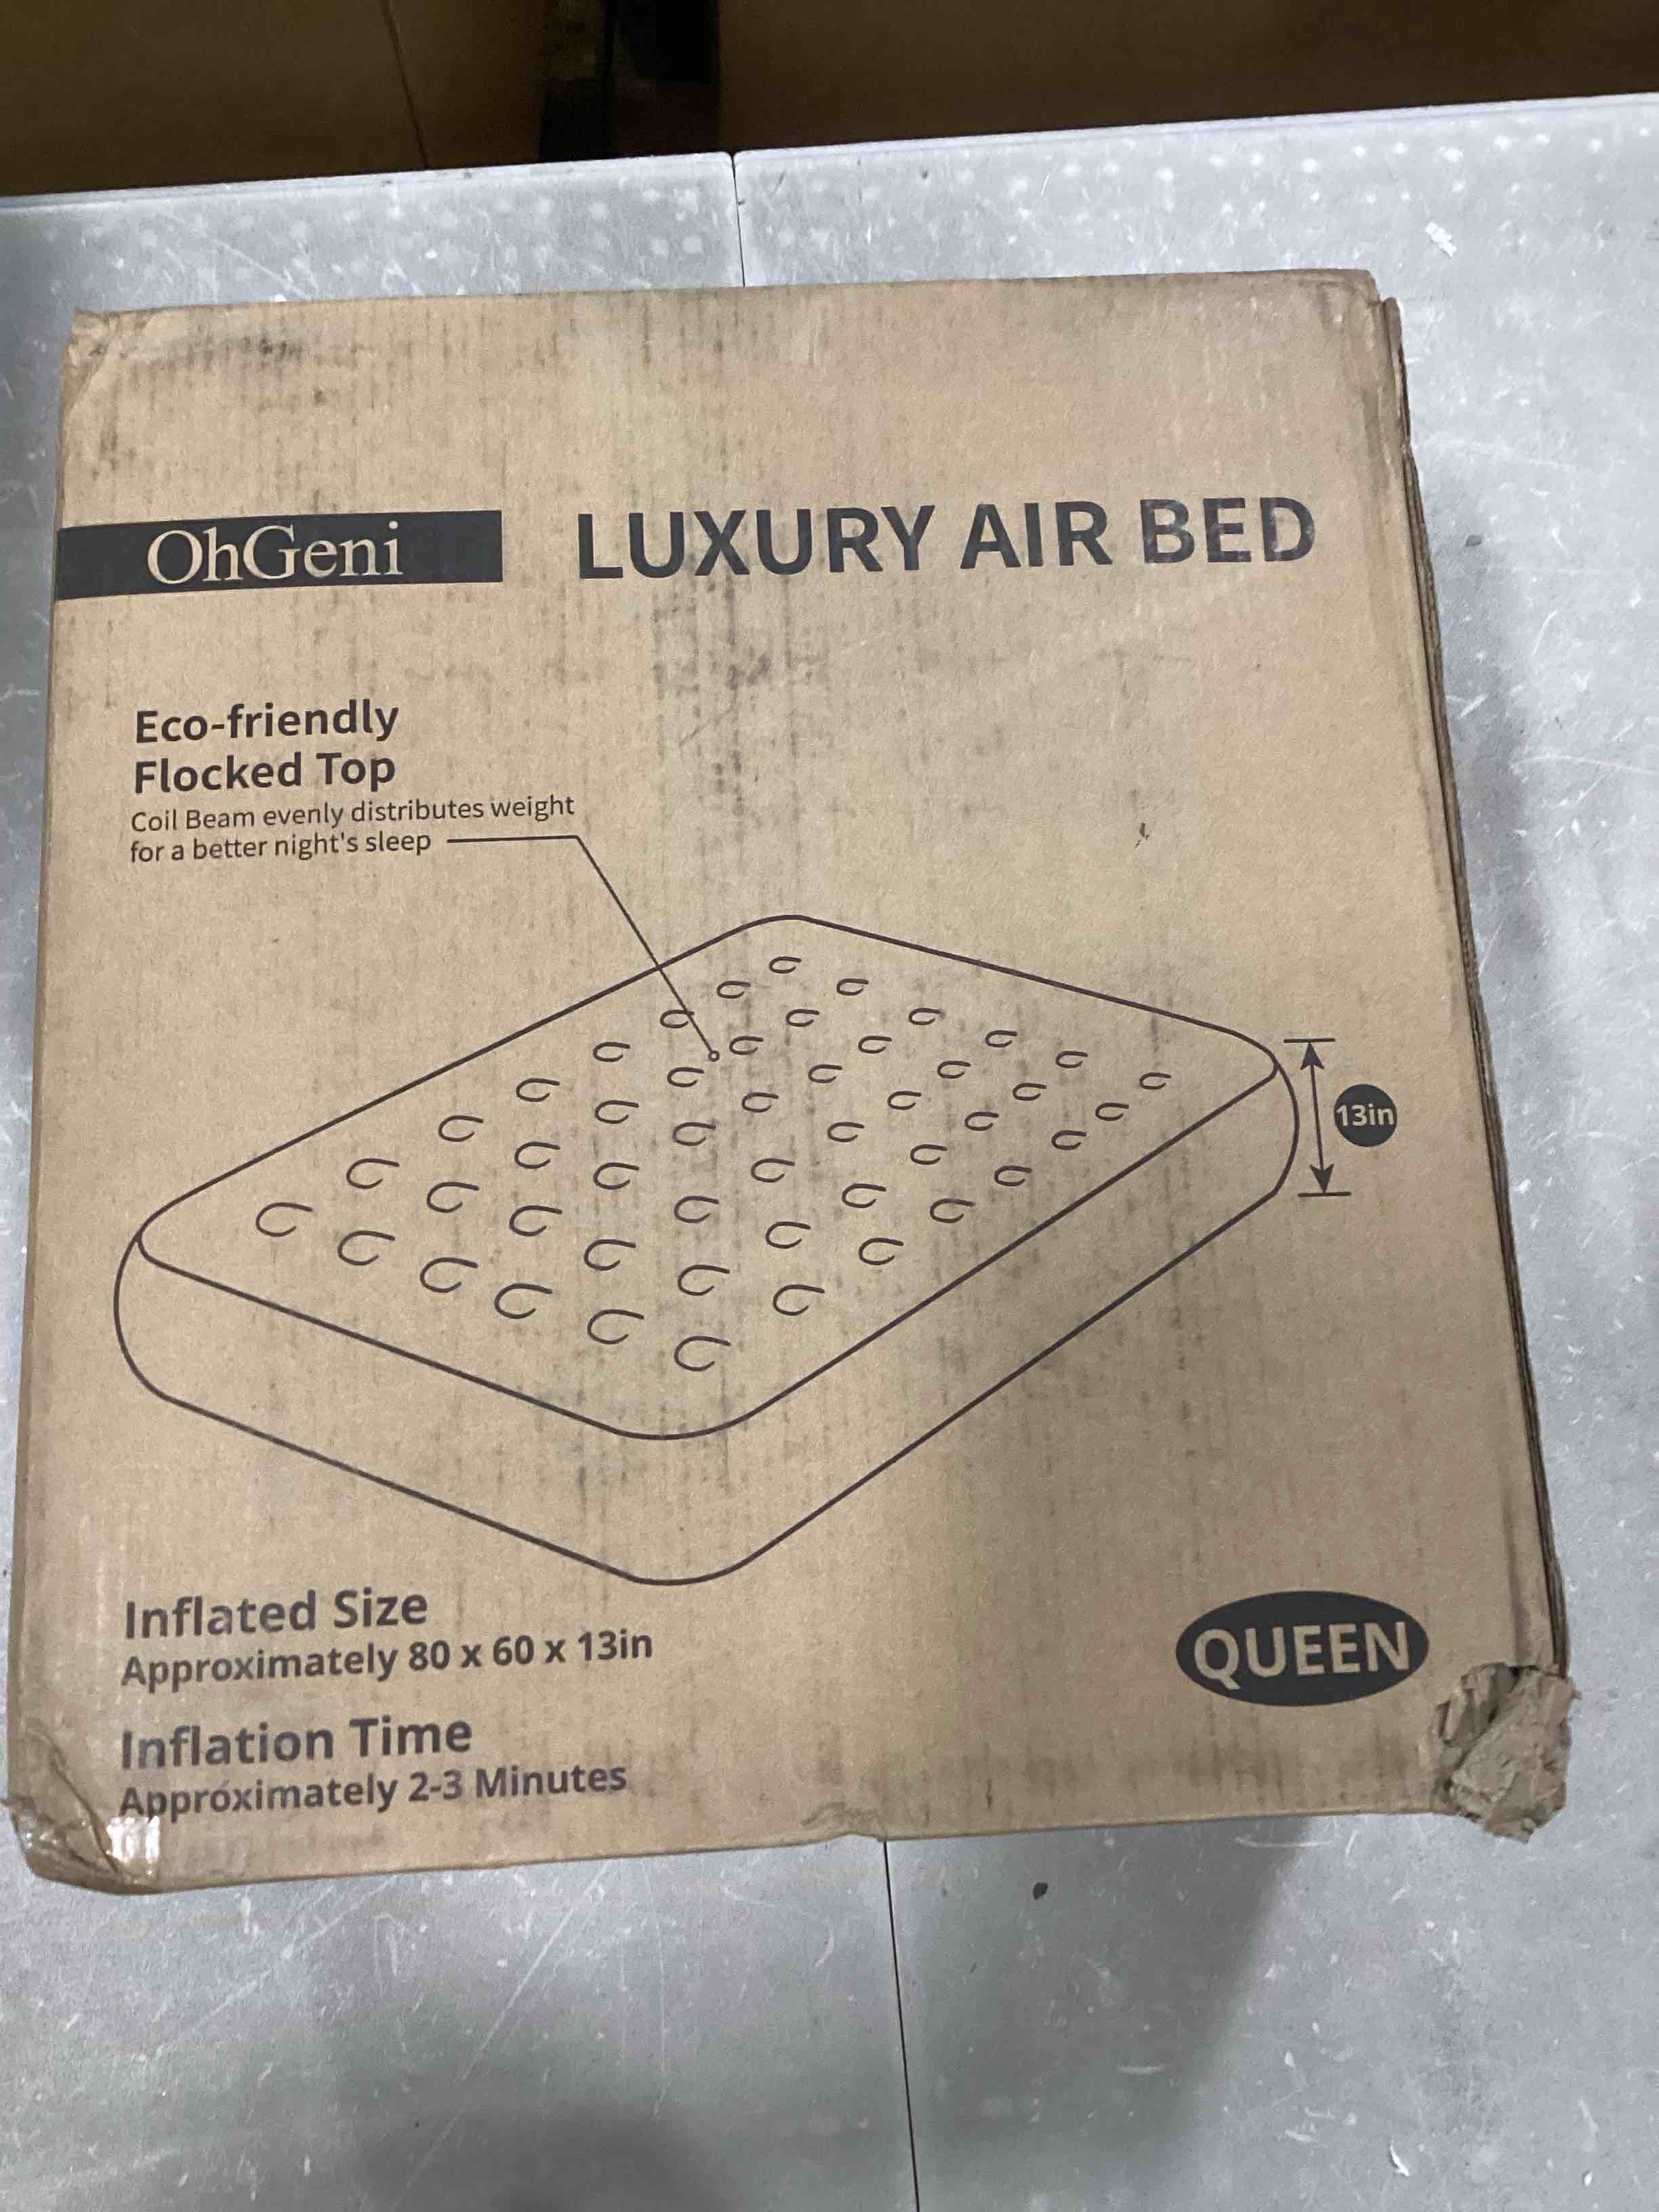 OhGeni
LUXURY AIR BED
Eco-friendly
Flocked Top
Coil Beam evenly distributes weight
for a better night's sleep
13in
Inflated Size
Approximately 80 x 60 x 13in
QUEEN
Inflation Time
Approximately 2-3 Minutes